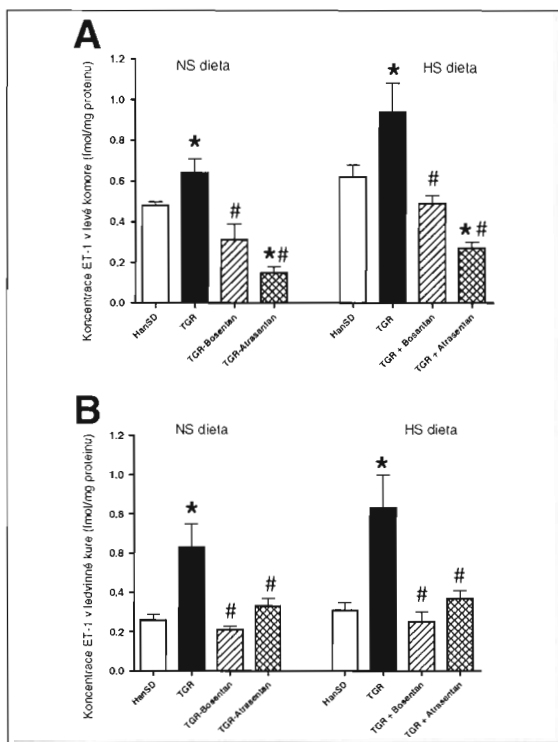 A
Koncentrace ET-1 v levé komore (fmol/mg proteinu)
NS dieta
HS dieta
1.2
1.0
0.8
0.6
0.4
0.2
0.0
*
#
*#
*
#
*#
HanSD
TGR
TGR-Bosentan
TGR-Atrasentan
HanSD
TGR
TGR + Bosentan
TGR + Atrasentan
B
Koncentrace ET-1 v ledvinné kure (fmol/mg proteinu)
NS dieta
HS dieta
1.2
1.0
0.8
0.6
0.4
0.2
0.0
*
#
#
*
#
#
HanSD
TGR
TGR-Bosentan
TGR-Atrasentan
HanSD
TGR
TGR + Bosentan
TGR + Atrasentan